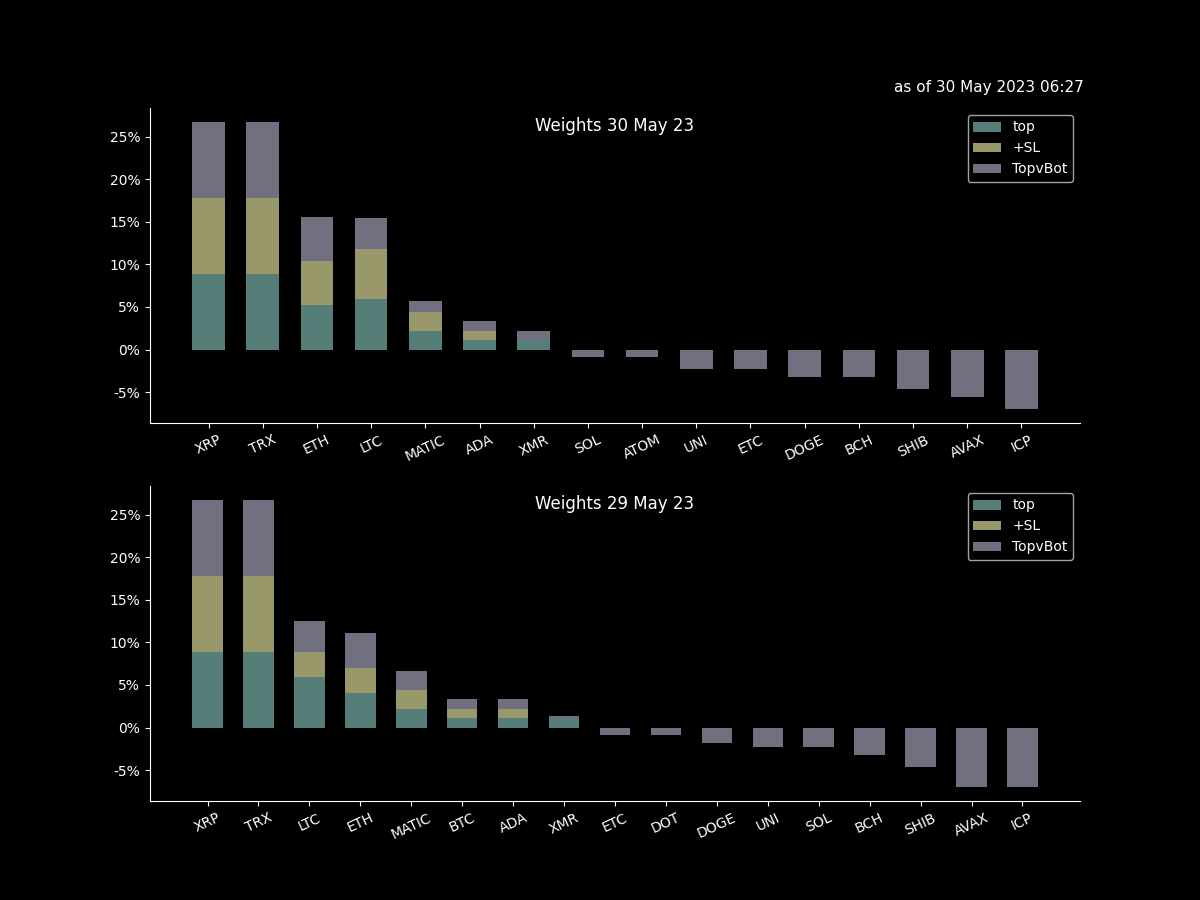 as of 30 May 2023 06:27
Weights 30 May 23
top
+SL
TopvBot
25%
20%
15%
10%
5%
0%
-5%
XRP TRX ETH LTC MATIC ADA XMR SOL ATOM UNI ETC DOGE BCH SHIB AVAX ICP
Weights 29 May 23
top
+SL
TopvBot
25%
20%
15%
10%
5%
0%
-5%
XRP TRX LTC ETH MATIC BTC ADA XMR ETC DOT DOGE UNI SOL BCH SHIB AVAX ICP